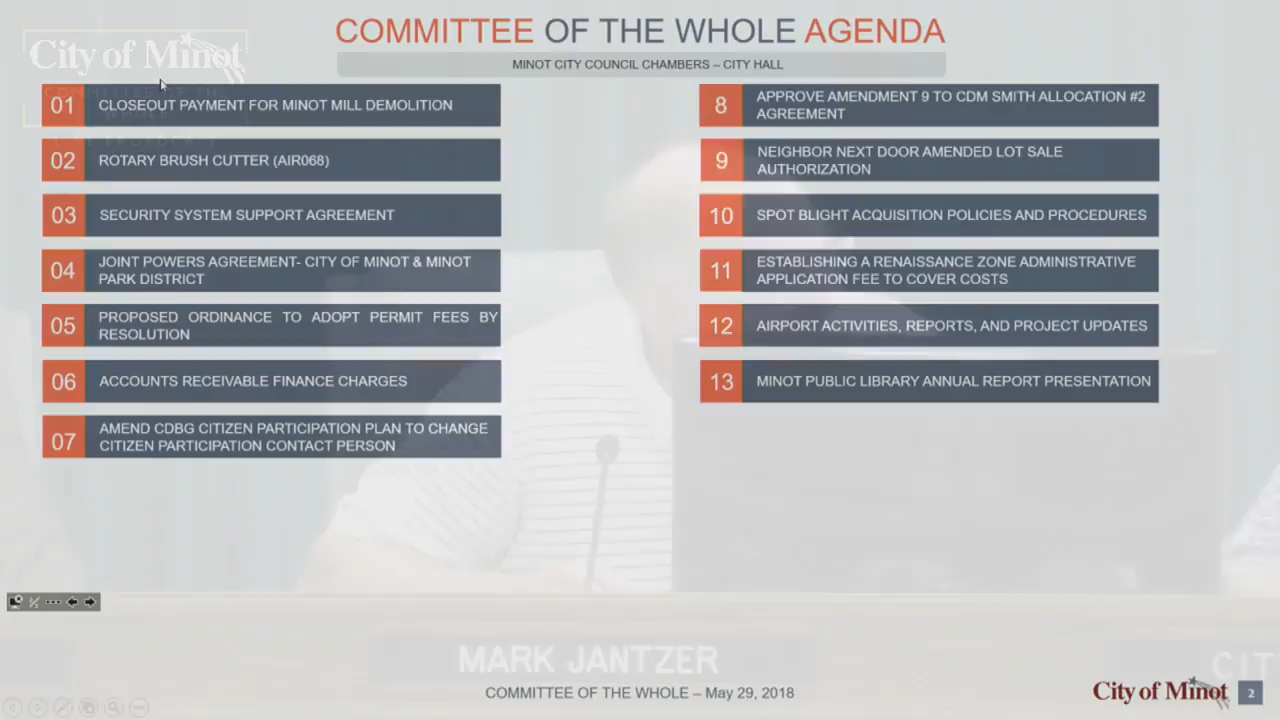 COMMITTEE OF THE WHOLE AGENDA
City of Minot
MINOT CITY COUNCIL CHAMBERS – CITY HALL
COMMITTEE OF THE
WHOLE
01 CLOSEOUT PAYMENT FOR MINOT MILL DEMOLITION
02 ROTARY BRUSH CUTTER (AIR068)
03 SECURITY SYSTEM SUPPORT AGREEMENT
04 JOINT POWERS AGREEMENT- CITY OF MINOT & MINOT
PARK DISTRICT
05 PROPOSED ORDINANCE TO ADOPT PERMIT FEES BY
RESOLUTION
06 ACCOUNTS RECEIVABLE FINANCE CHARGES
07 AMEND CDBG CITIZEN PARTICIPATION PLAN TO CHANGE
CITIZEN PARTICIPATION CONTACT PERSON
8 APPROVE AMENDMENT 9 TO CDM SMITH ALLOCATION #2
AGREEMENT
9 NEIGHBOR NEXT DOOR AMENDED LOT SALE
AUTHORIZATION
10 SPOT BLIGHT ACQUISITION POLICIES AND PROCEDURES
11 ESTABLISHING A RENAISSANCE ZONE ADMINISTRATIVE
APPLICATION FEE TO COVER COSTS
12 AIRPORT ACTIVITIES, REPORTS, AND PROJECT UPDATES
13 MINOT PUBLIC LIBRARY ANNUAL REPORT PRESENTATION
MARK JANTZER
CIT
COMMITTEE OF THE WHOLE – May 29, 2018
City of Minot
2